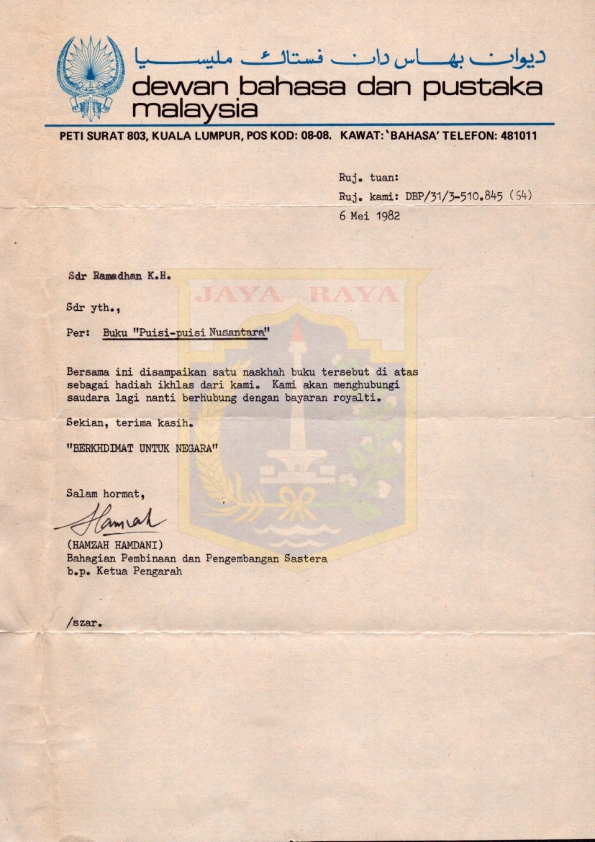 ديوان بهاس دان فستاک مليسيا
dewan bahasa dan pustaka
malaysia
PETI SURAT 803, KUALA LUMPUR, POS KOD: 08-08. KAWAT: 'BAHASA' TELEFON: 481011
Ruj. tuan:
Ruj. kami: DBP/31/3-510.845 (64)
6 Mei 1982
Sdr Ramadhan K.H.
JAYA RAYA
Sdr yth.,
Per: Buku "Puisi-puisi Nusantara"
Bersama ini disampaikan satu naskhah buku tersebut di atas
sebagai hadiah ikhlas dari kami. Kami akan menghubungi
saudara lagi nanti berhubung dengan bayaran royalti.
Sekian, terima kasih.
"BERKHDIMAT UNTUK NEGARA"
Salam hormat,
Hamzah
(HAMZAH HAMDANI)
Bahagian Pembinaan dan Pengembangan Sastera
b.p. Ketua Pengarah
/szar.